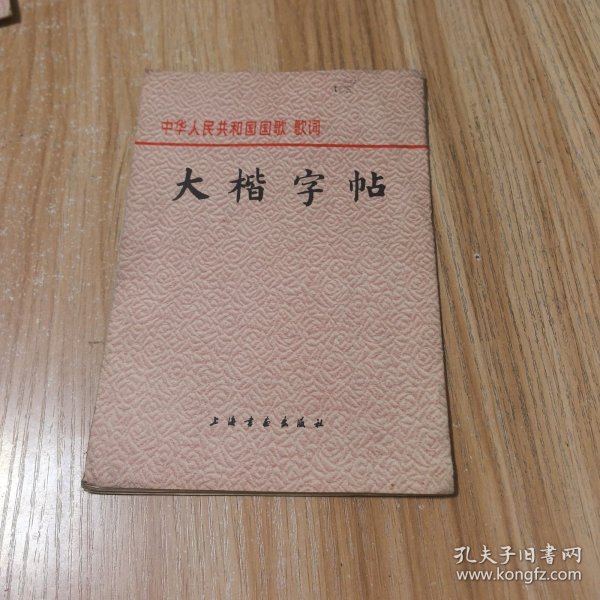 中华人民共和国国歌 歌词
大楷字帖
上海书画出版社
孔夫子旧书网
www.kongfz.com